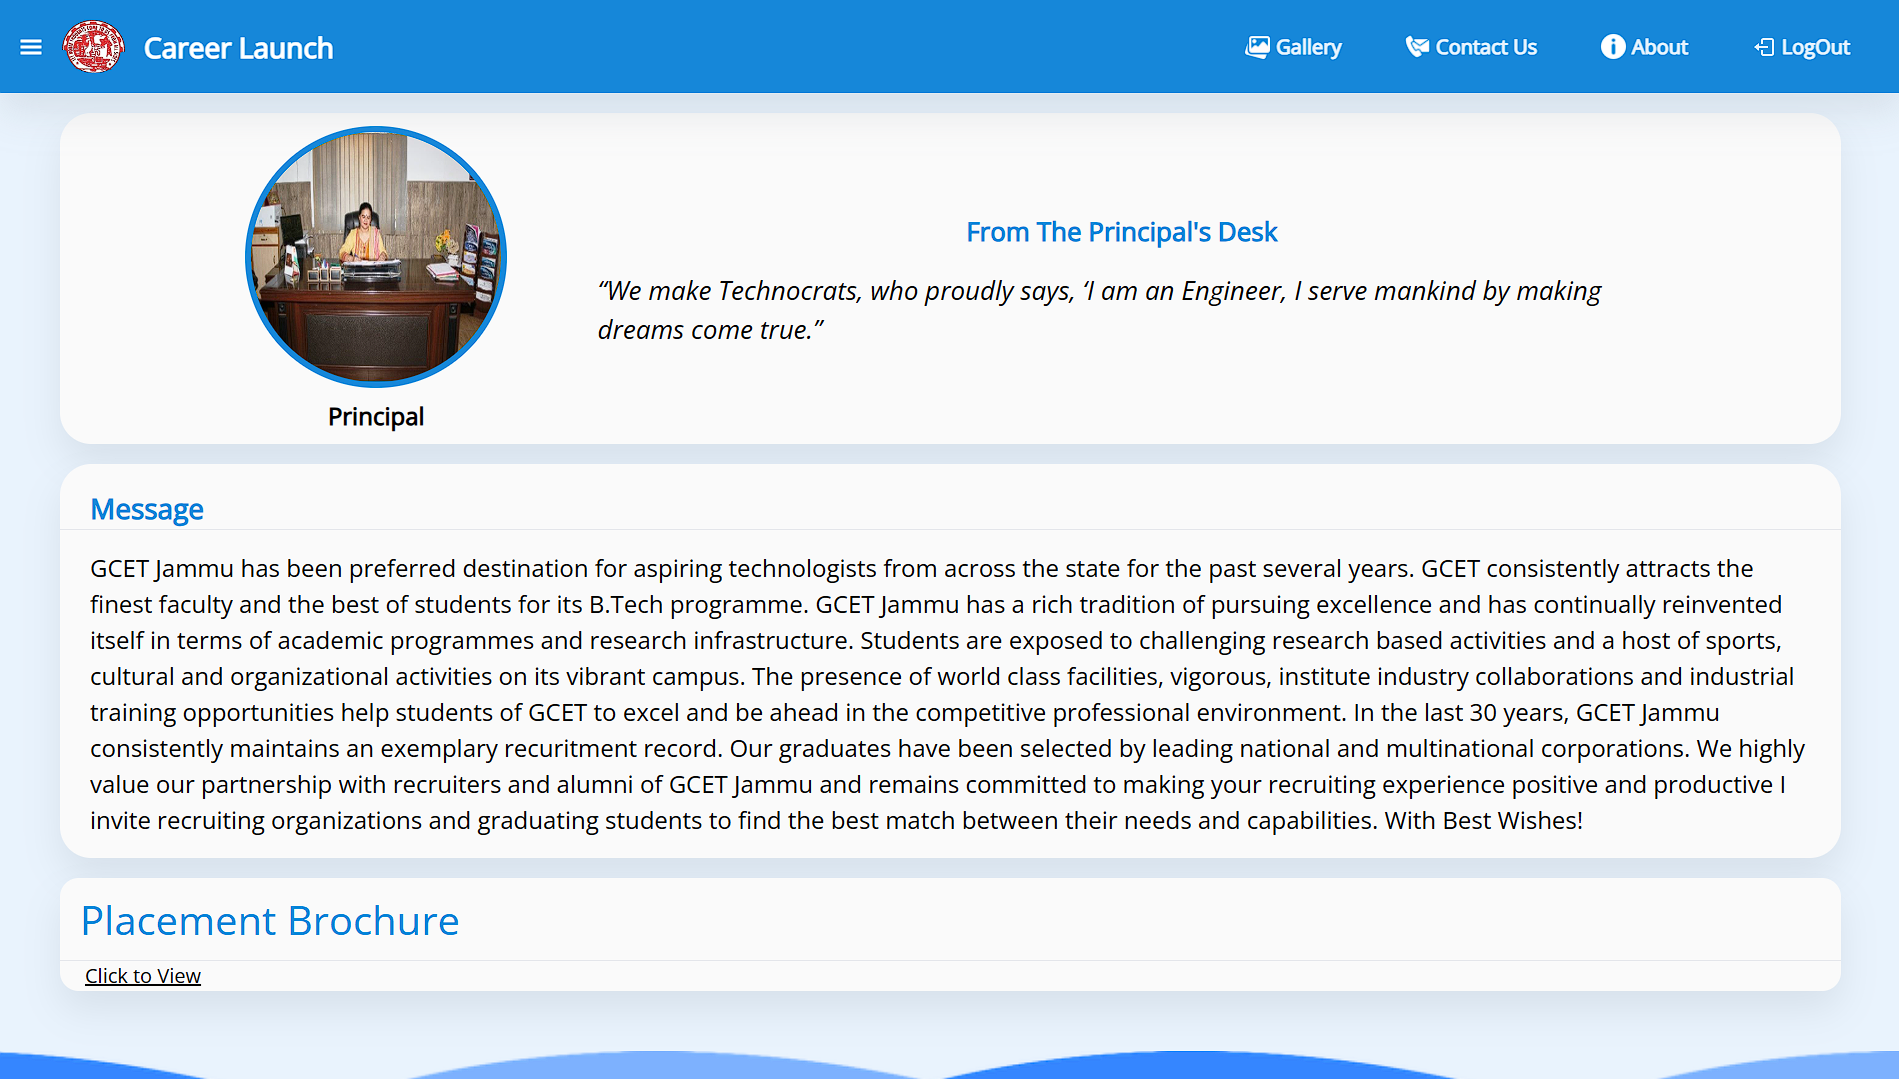 Career Launch
Gallery
Contact Us
About
LogOut
From The Principal's Desk
“We make Technocrats, who proudly says, ‘I am an Engineer, I serve mankind by making
dreams come true.”
Principal
Message
GCET Jammu has been preferred destination for aspiring technologists from across the state for the past several years. GCET consistently attracts the
finest faculty and the best of students for its B.Tech programme. GCET Jammu has a rich tradition of pursuing excellence and has continually reinvented
itself in terms of academic programmes and research infrastructure. Students are exposed to challenging research based activities and a host of sports,
cultural and organizational activities on its vibrant campus. The presence of world class facilities, vigorous, institute industry collaborations and industrial
training opportunities help students of GCET to excel and be ahead in the competitive professional environment. In the last 30 years, GCET Jammu
consistently maintains an exemplary recuritment record. Our graduates have been selected by leading national and multinational corporations. We highly
value our partnership with recruiters and alumni of GCET Jammu and remains committed to making your recruiting experience positive and productive I
invite recruiting organizations and graduating students to find the best match between their needs and capabilities. With Best Wishes!
Placement Brochure
Click to View